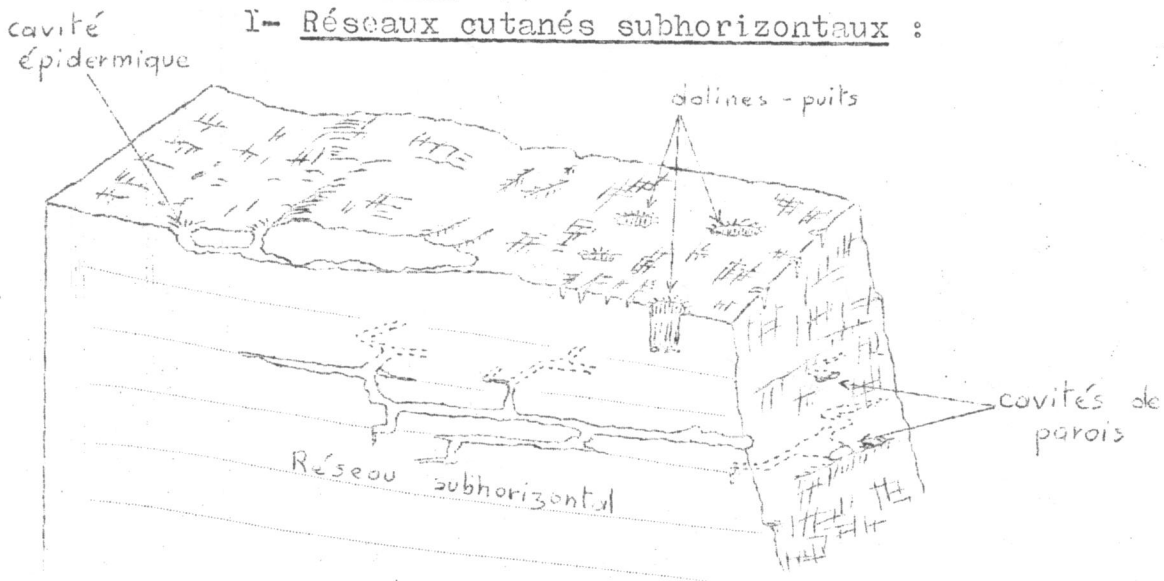 I- Réseaux cutanés subhorizontaux :
cavité
épidermique
dolines - puits
cavités de
parois
Réseau subhorizontal